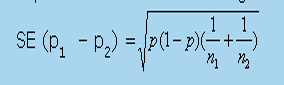 SE (p₁ - p₂) = √(p(1-p)(1/n₁ + 1/n₂))